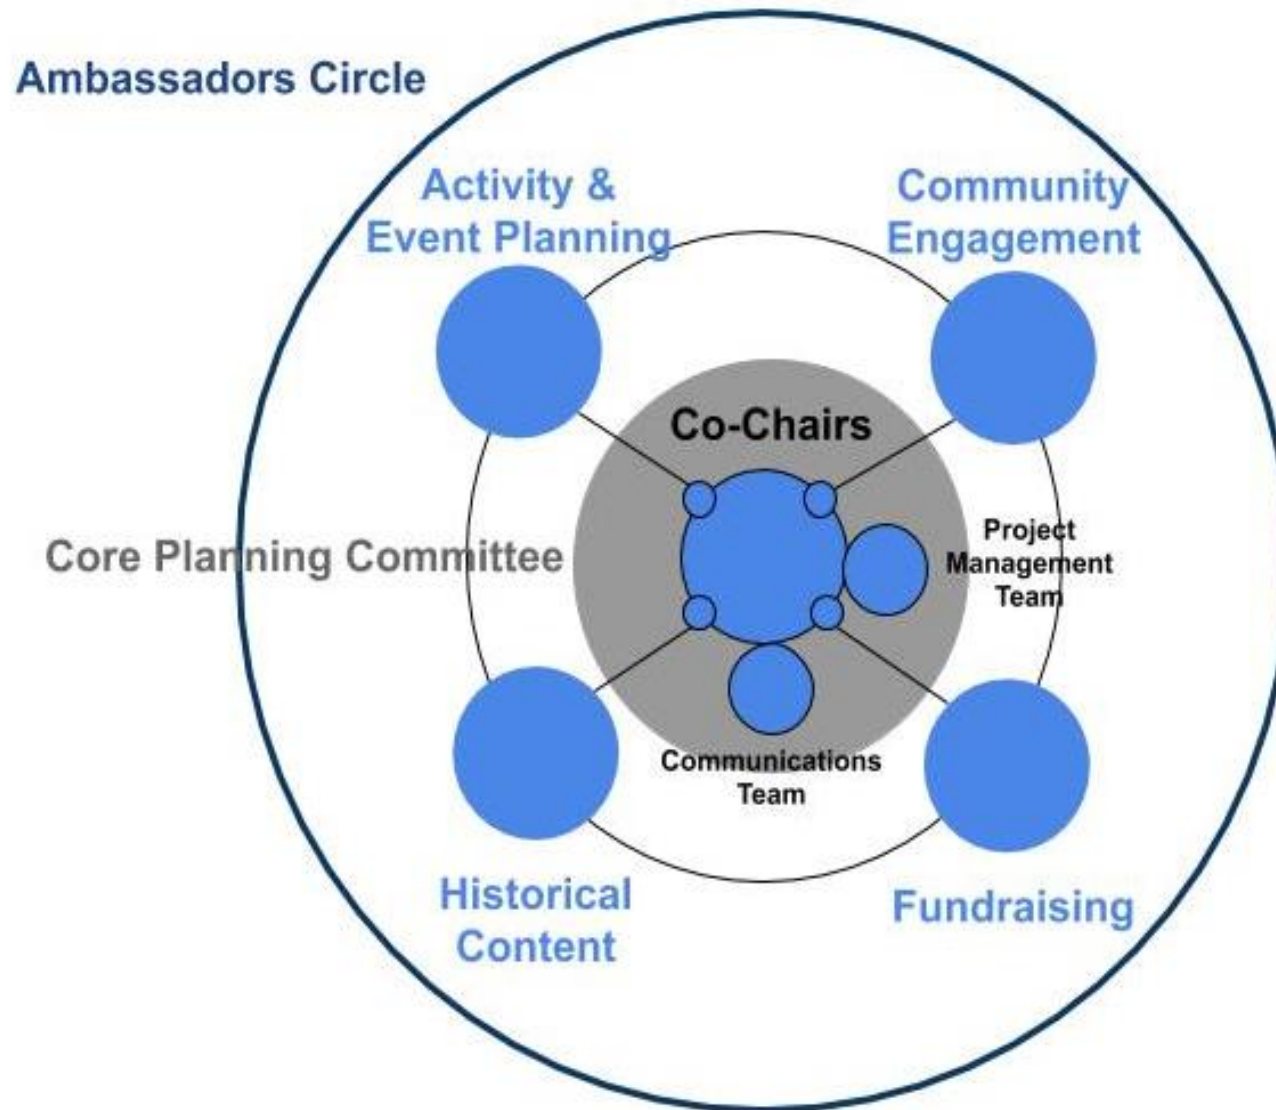 Ambassadors Circle
Activity &
Event Planning
Community
Engagement
Co-Chairs
Core Planning Committee
Project
Management
Team
Communications
Team
Historical
Content
Fundraising